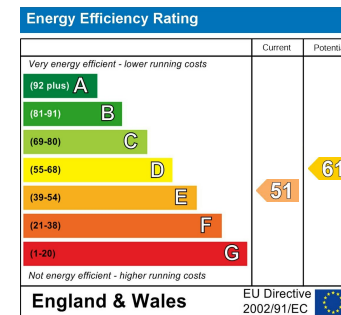 Energy Efficiency Rating
Current
Very energy efficient - lower running costs
(92 plus) A
(81-91) B
(69-80) C
(55-68) D
61
(39-54) E
51
(21-38) F
(1-20) G
Not energy efficient - higher running costs
England & Wales
EU Directive
2002/91/EC